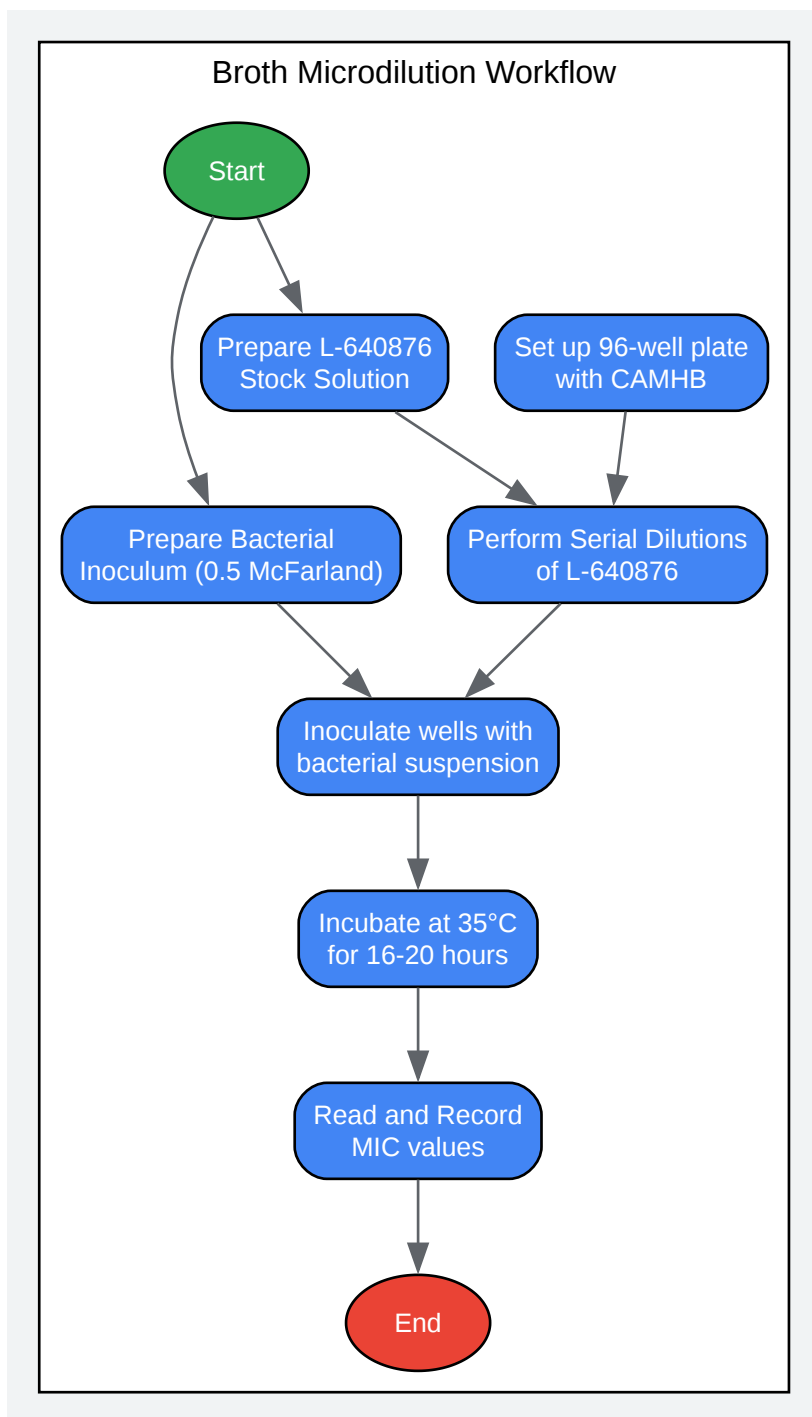 Broth Microdilution Workflow
Start
Prepare L-640876
Stock Solution
Set up 96-well plate
with CAMHB
Prepare Bacterial
Inoculum (0.5 McFarland)
Perform Serial Dilutions
of L-640876
Inoculate wells with
bacterial suspension
Incubate at 35°C
for 16-20 hours
Read and Record
MIC values
End